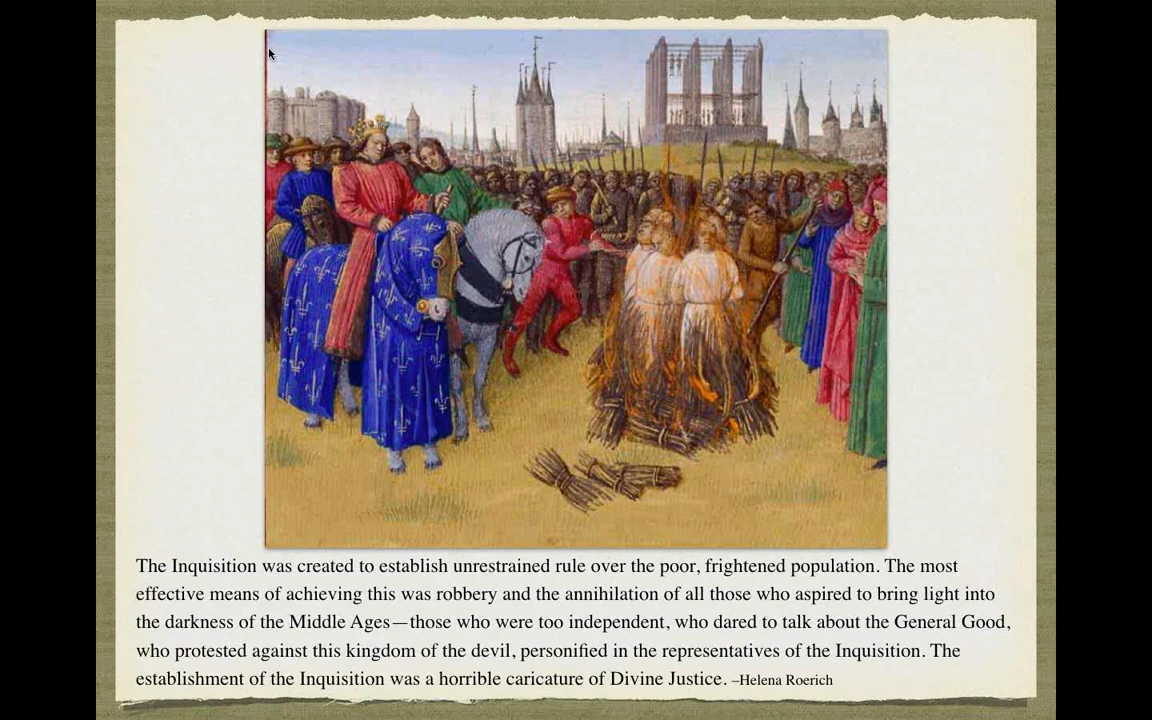 The Inquisition was created to establish unrestrained rule over the poor, frightened population. The most
effective means of achieving this was robbery and the annihilation of all those who aspired to bring light into
the darkness of the Middle Ages—those who were too independent, who dared to talk about the General Good,
who protested against this kingdom of the devil, personified in the representatives of the Inquisition. The
establishment of the Inquisition was a horrible caricature of Divine Justice. –Helena Roerich